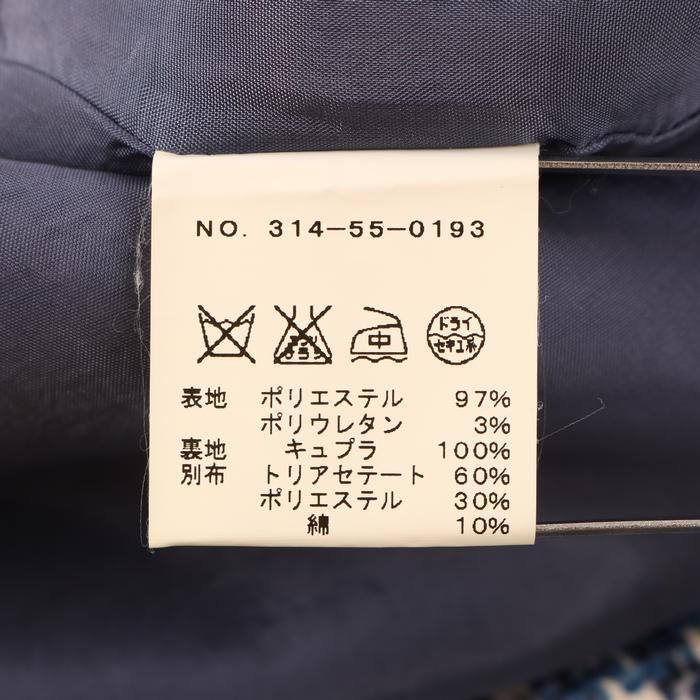 NO. 314-55-0193
中 ドライ
セキユ系
表地 ポリエステル 97%
ポリウレタン 3%
裏地 キュプラ 100%
別布 トリアセテート 60%
ポリエステル 30%
綿 10%